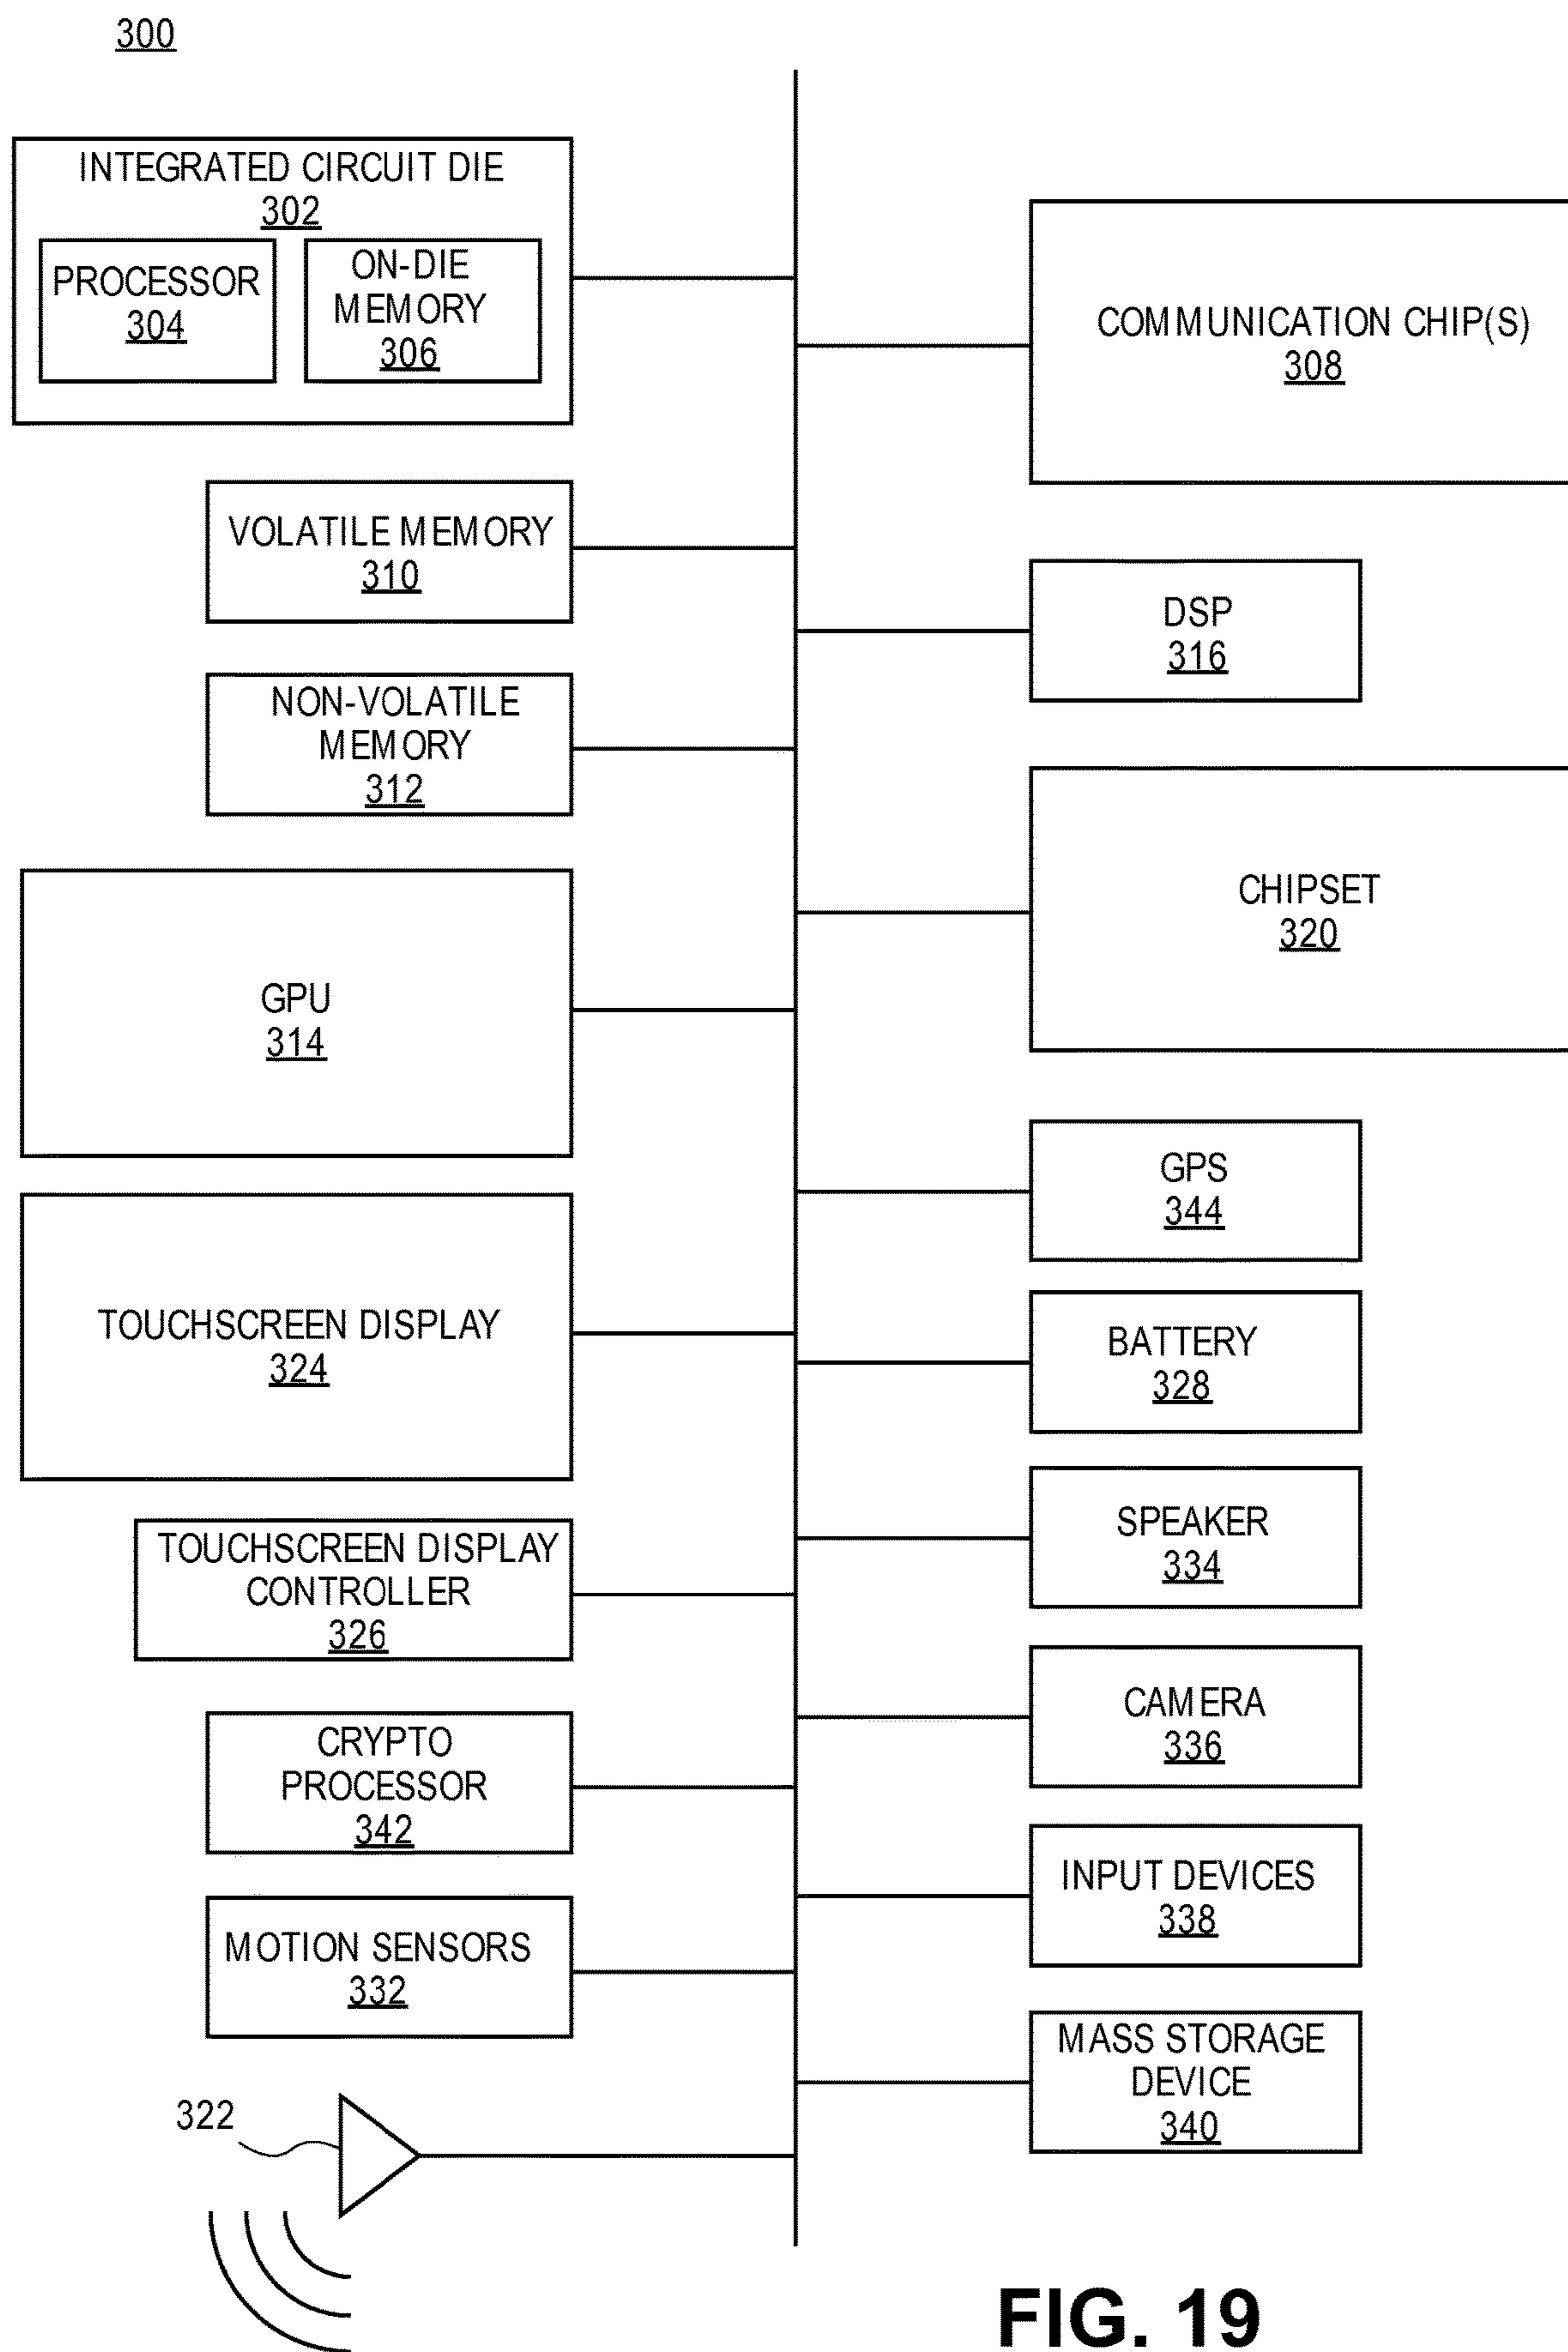 300
INTEGRATED CIRCUIT DIE
302
PROCESSOR
304
ON-DIE
MEMORY
306
VOLATILE MEMORY
310
NON-VOLATILE
MEMORY
312
GPU
314
TOUCHSCREEN DISPLAY
324
TOUCHSCREEN DISPLAY
CONTROLLER
326
CRYPTO
PROCESSOR
342
MOTION SENSORS
332
322
COMMUNICATION CHIP(S)
308
DSP
316
CHIPSET
320
GPS
344
BATTERY
328
SPEAKER
334
CAMERA
336
INPUT DEVICES
338
MASS STORAGE
DEVICE
340
FIG. 19